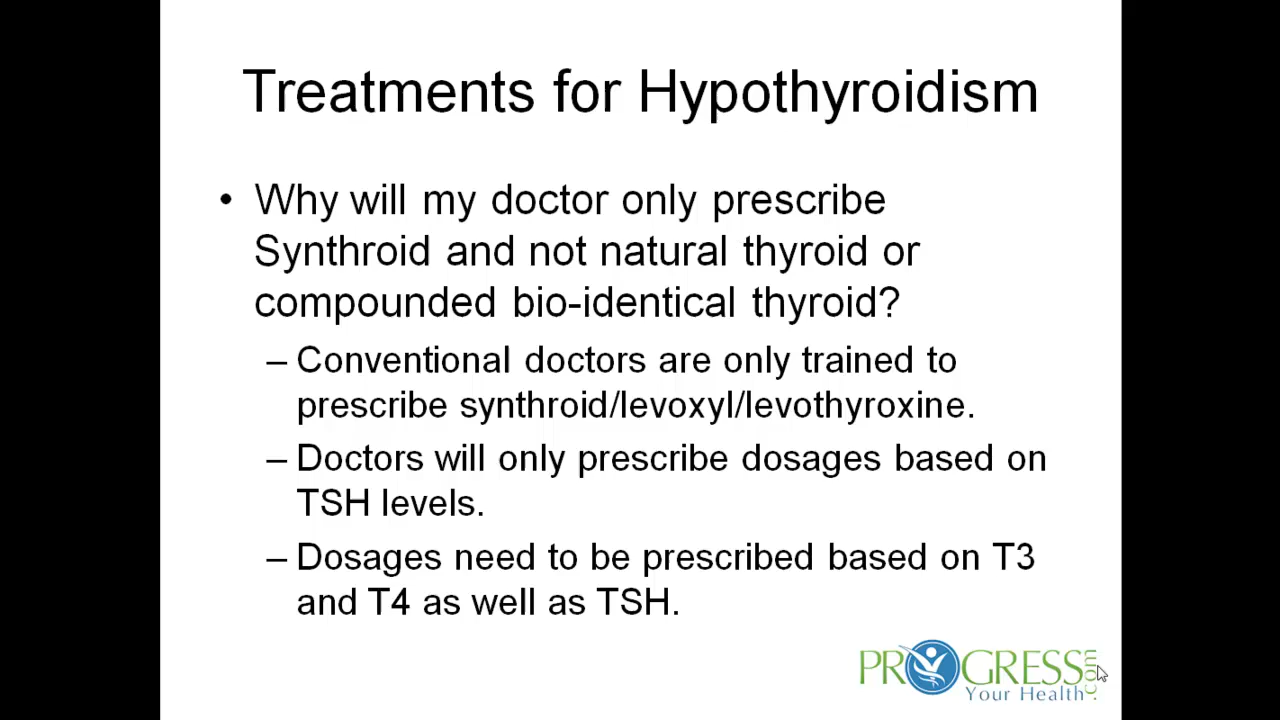 Treatments for Hypothyroidism
• Why will my doctor only prescribe
Synthroid and not natural thyroid or
compounded bio-identical thyroid?
– Conventional doctors are only trained to
prescribe synthroid/levoxyl/levothyroxine.
– Doctors will only prescribe dosages based on
TSH levels.
– Dosages need to be prescribed based on T3
and T4 as well as TSH.
PROGRESS
Your Health
.com